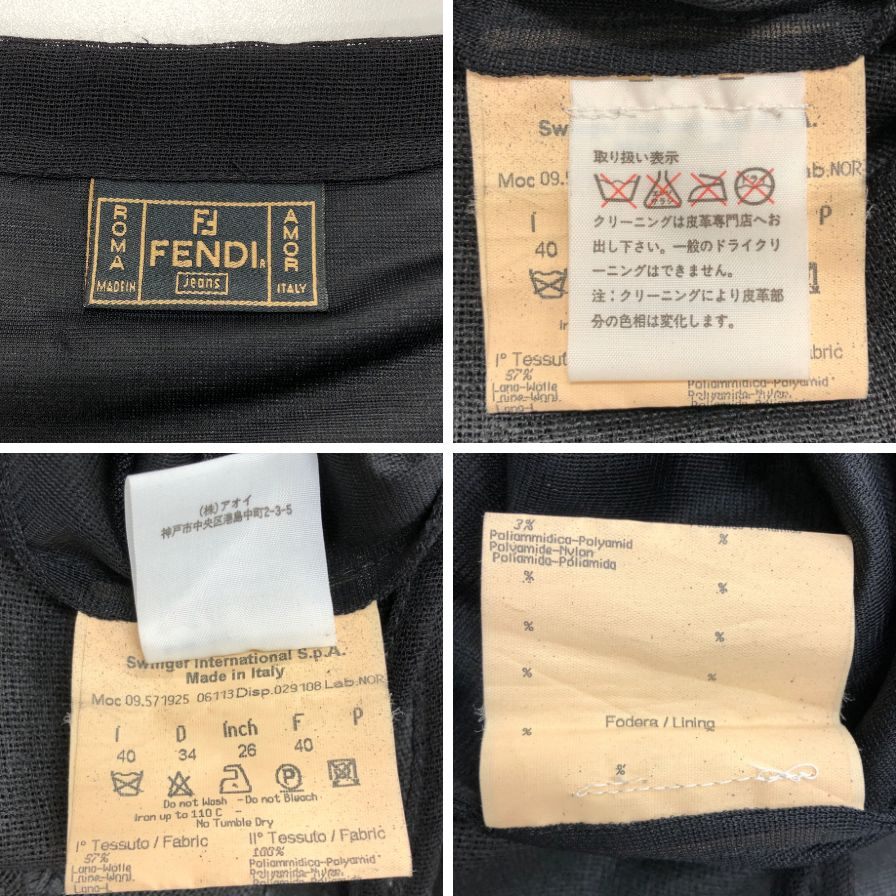 ROMA
FENDI
Jeans
AMOR
MADE IN
ITALY
Sw
A.
Moc 09.5
ab.NOR
取り扱い表示
クリーニングは皮革専門店へお
出し下さい。一般のドライクリ
ーニングはできません。
注：クリーニングにより皮革部
分の色相は変化します。
I
P
40
I° Tessuto
bric
57%
Lana-Wolle
Poliammidica-Polyamid
Polyamide-Nylon
(株)アオイ
神戸市中央区港島中町2-3-5
Swinger International S.p.A.
Made in Italy
Moc 09.571925 06113 Disp.029108 Lab:NOR
I D Inch F P
40 34 26 40
Do not Wash - Do not Bleach
Iron up to 110 C -
No Tumble Dry
I° Tessuto / Fabric
II° Tessuto / Fabric
57%
100%
Lana-Wolle
Poliammidica-Polyamid
Polyamide-Nylon
3%
Poliammidica-Polyamid
Polyamide-Nylon
Poliamida-Poliamida
%
%
%
%
%
%
%
%
%
Fodera / Lining
%